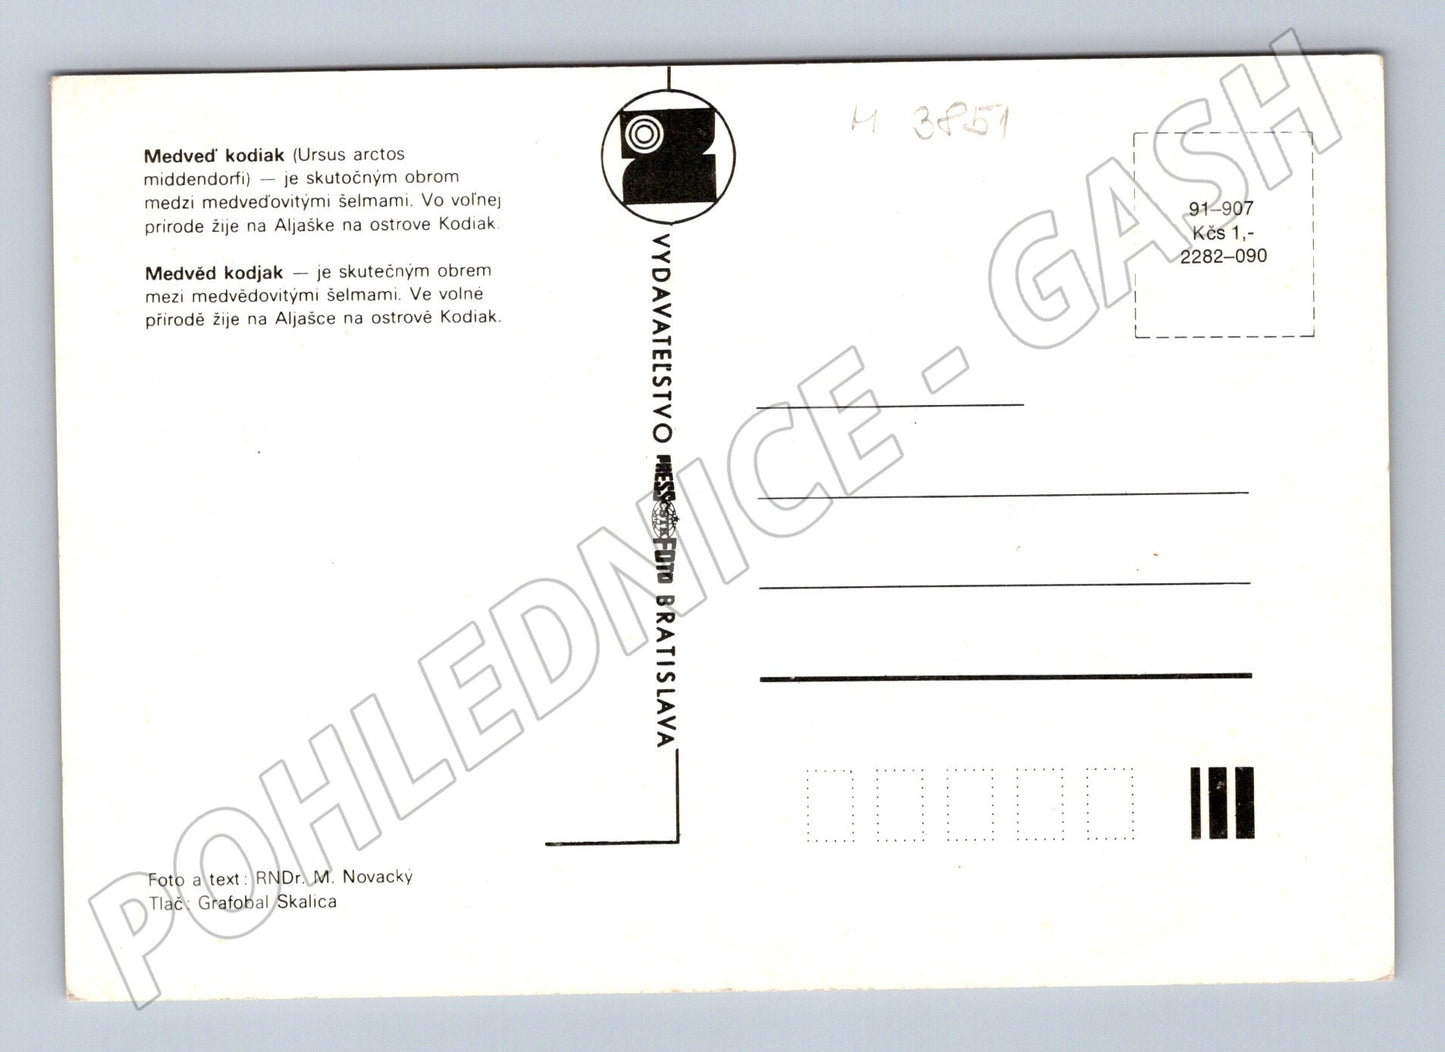 Medveď kodiak (Ursus arctos
middendorfi) — je skutočným obrom
medzi medveďovitými šelmami. Vo voľnej
prírode žije na Aljaške na ostrove Kodiak.
Medvěd kodjak — je skutečným obrem
mezi medvědovitými šelmami. Ve volné
přírodě žije na Aljašce na ostrově Kodiak.
Foto a text: RNDr. M. Novacký
Tlač: Grafobal Skalica
VYDAVATEĽSTVO PRESSFOTO BRATISLAVA
M 3851
91–907
Kčs 1,-
2282–090
POHLEDNICE - GASH